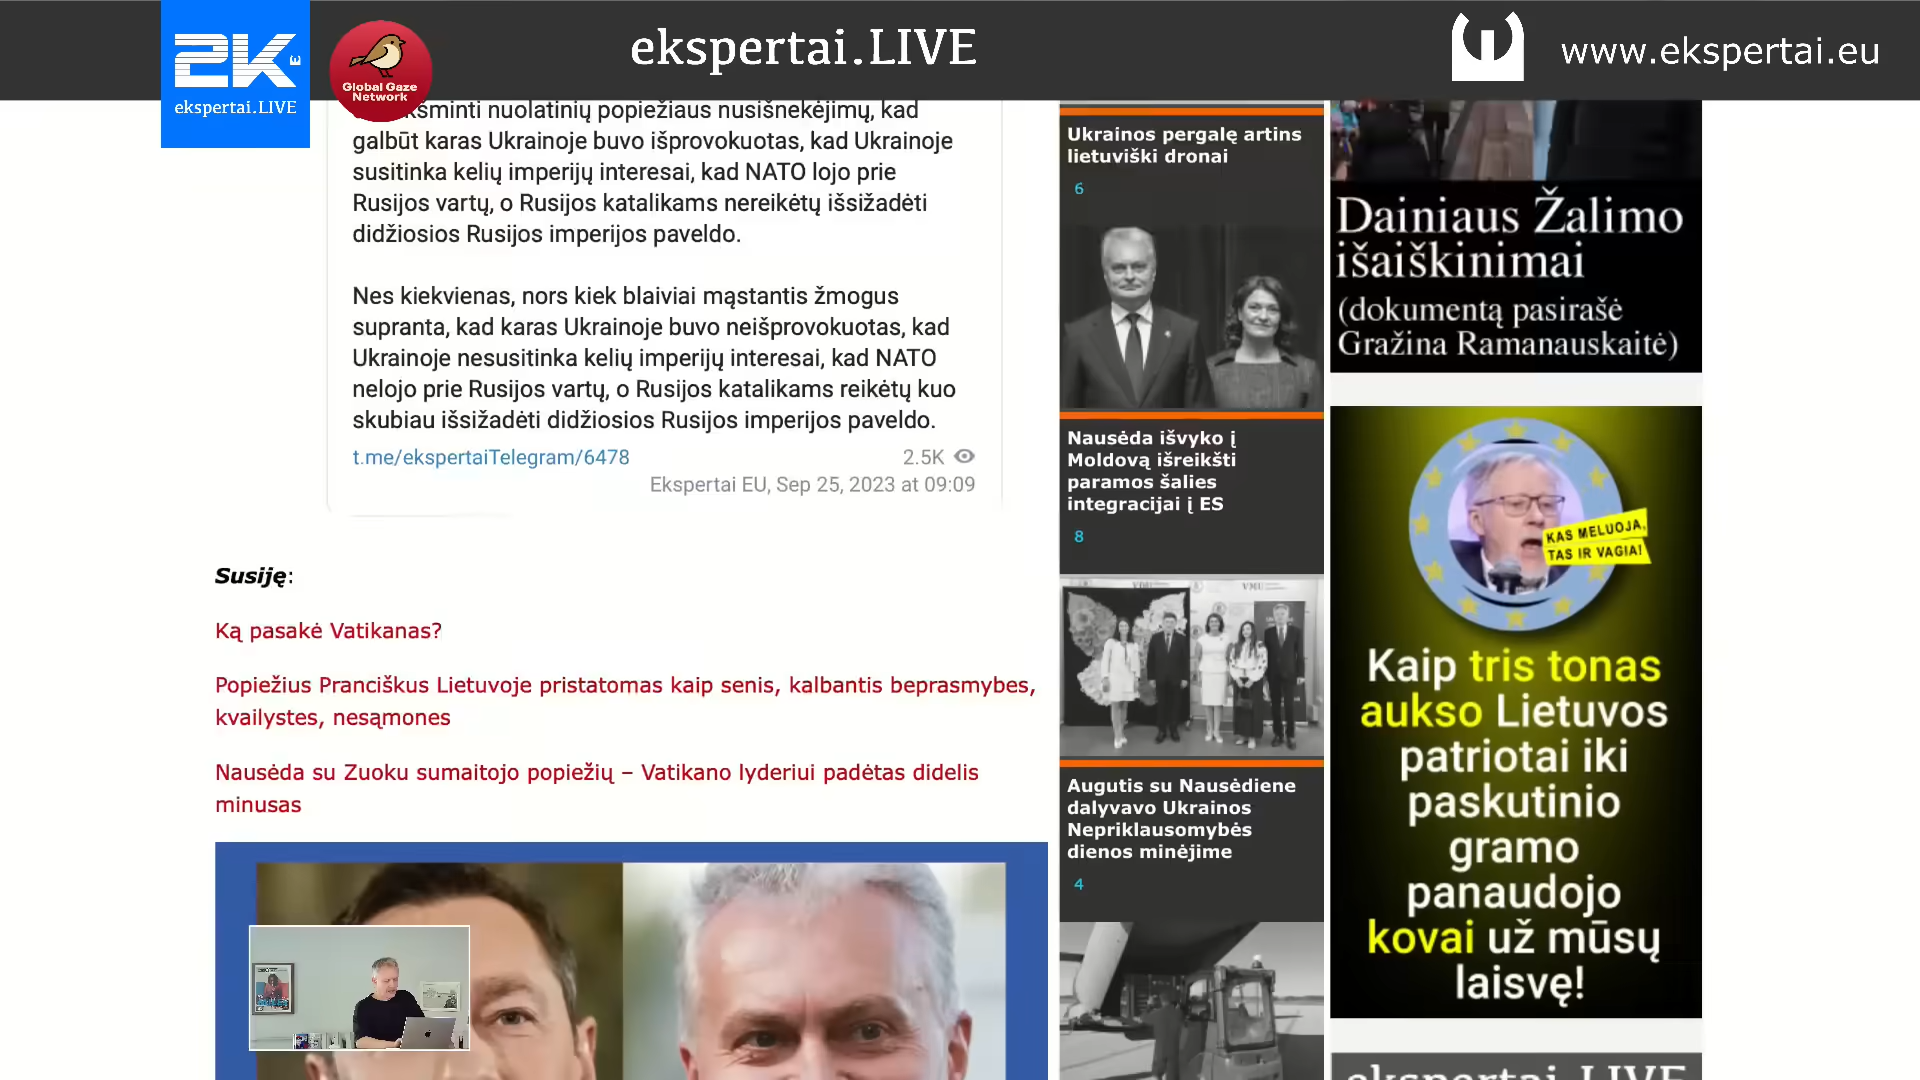 ekspertai.LIVE
www.ekspertai.eu
2K
ekspertai.LIVE
Global Gaze
Network
nuolatinių popiežiaus nusišnekėjimų, kad
galbūt karas Ukrainoje buvo išprovokuotas, kad Ukrainoje
susitinka kelių imperijų interesai, kad NATO lojo prie
Rusijos vartų, o Rusijos katalikams nereikėtų išsižadėti
didžiosios Rusijos imperijos paveldo.
Nes kiekvienas, nors kiek blaiviai mąstantis žmogus
supranta, kad karas Ukrainoje buvo neišprovokuotas, kad
Ukrainoje nesusitinka kelių imperijų interesai, kad NATO
nelojo prie Rusijos vartų, o Rusijos katalikams reikėtų kuo
skubiau išsižadėti didžiosios Rusijos imperijos paveldo.
t.me/ekspertaiTelegram/6478
2.5K
Ekspertai EU, Sep 25, 2023 at 09:09
Susiję:
Ką pasakė Vatikanas?
Popiežius Pranciškus Lietuvoje pristatomas kaip senis, kalbantis beprasmybes,
kvailystes, nesąmones
Nausėda su Zuoku sumaitojo popiežių – Vatikano lyderiui padėtas didelis
minusas
Ukrainos pergalę artins
lietuviški dronai
6
Nausėda išvyko į
Moldovą išreikšti
paramos šalies
integracijai į ES
8
Augutis su Nausėdiene
dalyvavo Ukrainos
Nepriklausomybės
dienos minėjime
4
Dainiaus Žalimo
išaiškinimai
(dokumentą pasirašė
Gražina Ramanauskaitė)
KAS MELUOJA,
TAS IR VAGIA!
Kaip tris tonas
aukso Lietuvos
patriotai iki
paskutinio
gramo
panaudojo
kovai už mūsų
laisvę!
ekspertai.LIVE